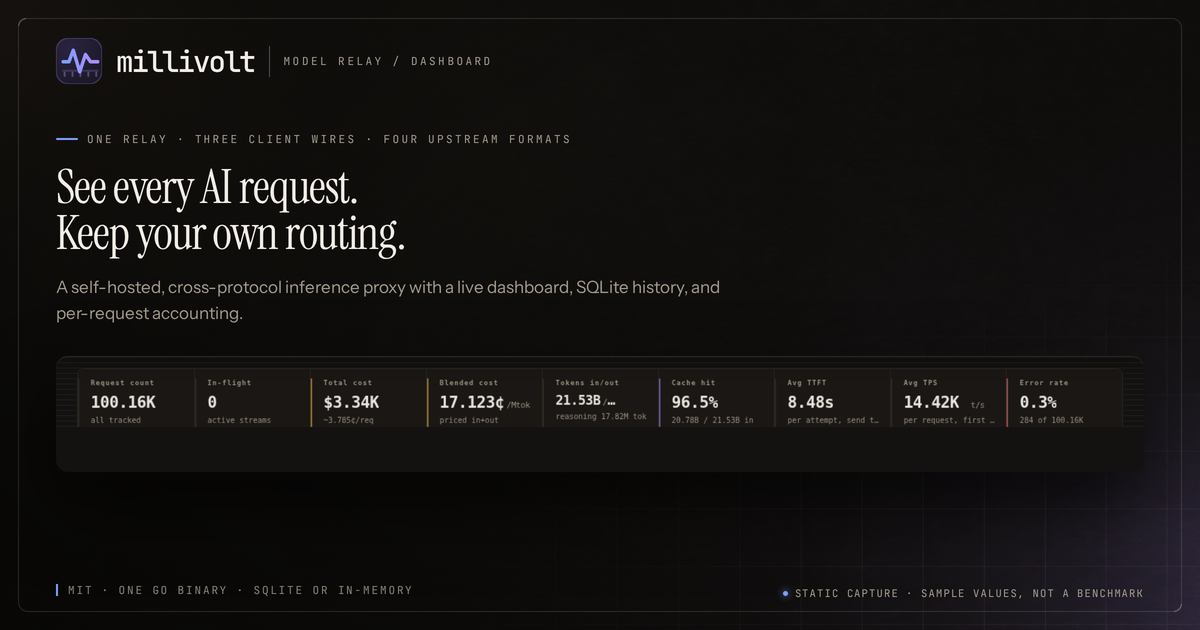 millivolt
MODEL RELAY / DASHBOARD
ONE RELAY · THREE CLIENT WIRES · FOUR UPSTREAM FORMATS
See every AI request.
Keep your own routing.
A self-hosted, cross-protocol inference proxy with a live dashboard, SQLite history, and
per-request accounting.
Request count
100.16K
all tracked
In-flight
0
active streams
Total cost
$3.34K
~3.785¢/req
Blended cost
17.123¢ /Mtok
priced in+out
Tokens in/out
21.53B /…
reasoning 17.82M tok
Cache hit
96.5%
20.78B / 21.53B in
Avg TTFT
8.48s
per attempt, send t…
Avg TPS
14.42K t/s
per request, first …
Error rate
0.3%
284 of 100.16K
MIT · ONE GO BINARY · SQLITE OR IN-MEMORY
STATIC CAPTURE · SAMPLE VALUES, NOT A BENCHMARK